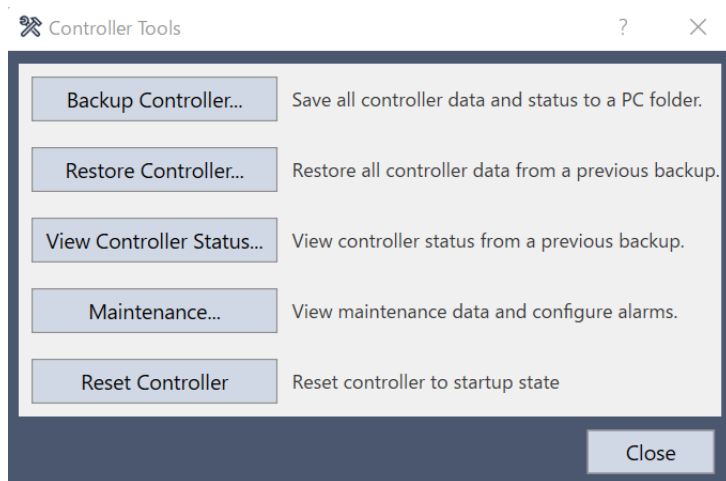 Controller Tools
?
Backup Controller... Save all controller data and status to a PC folder.
Restore Controller... Restore all controller data from a previous backup.
View Controller Status... View controller status from a previous backup.
Maintenance... View maintenance data and configure alarms.
Reset Controller Reset controller to startup state
Close